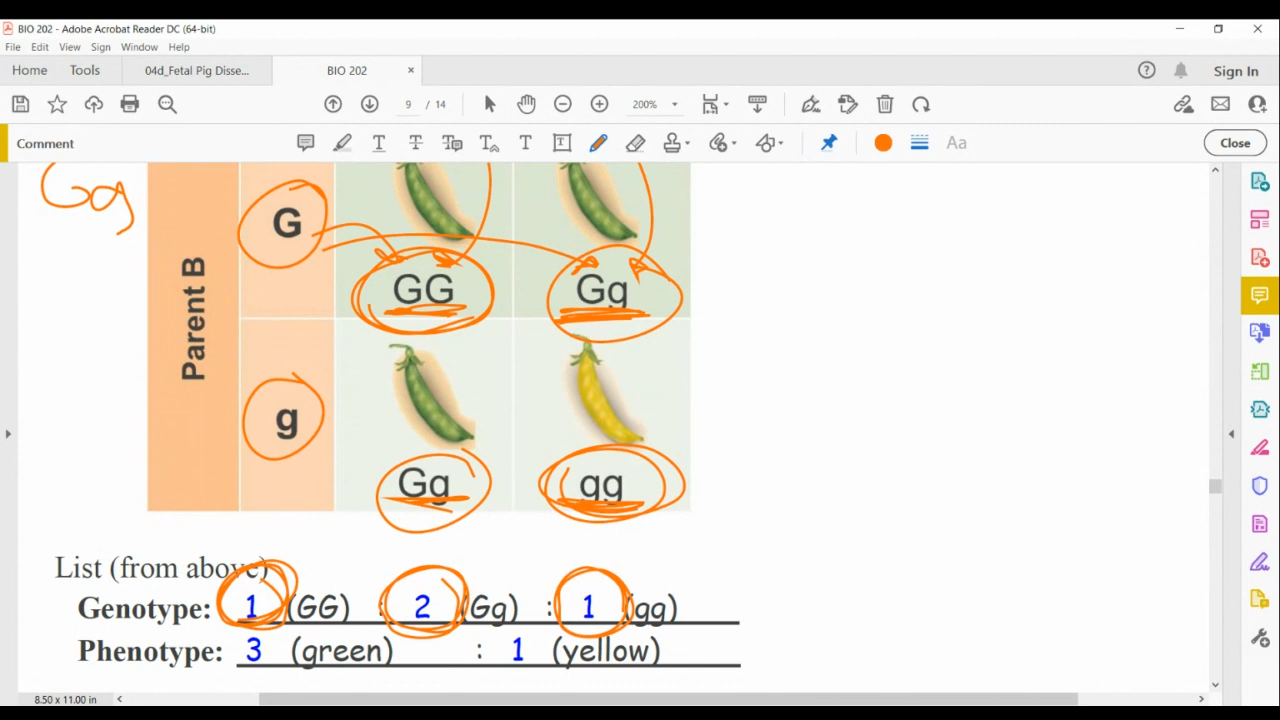 BIO 202 - Adobe Acrobat Reader DC (64-bit)
File Edit View Sign Window Help
Home Tools 04d_Fetal Pig Disse... BIO 202 × Sign In
9 / 14 200%
Comment T T T T T Aa Close
Gg
Parent B
G
GG Gg
g
Gg gg
List (from above)
Genotype: 1 (GG) : 2 (Gg) : 1 (gg)
Phenotype: 3 (green) : 1 (yellow)
8.50 x 11.00 in